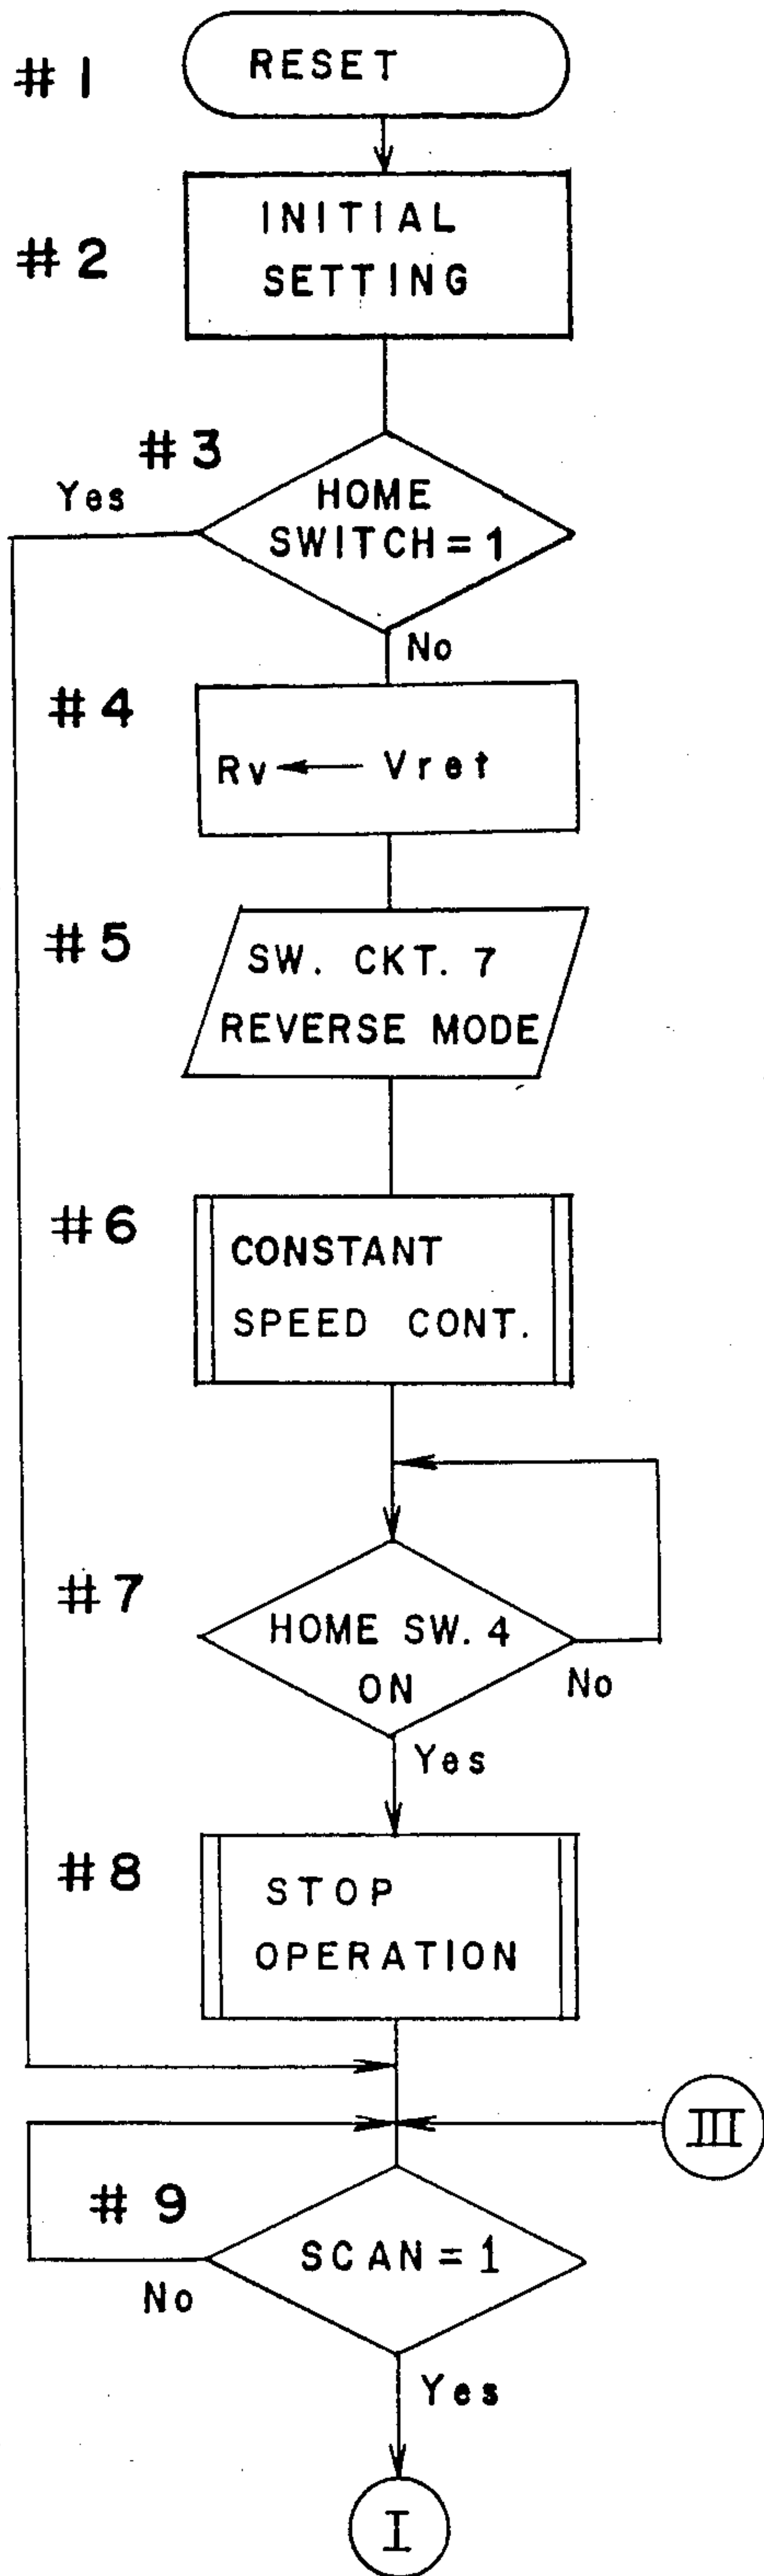 #1
RESET
#2
INITIAL
SETTING
#3
Yes
HOME
SWITCH=1
No
#4
Rv ← Vret
#5
SW. CKT. 7
REVERSE MODE
#6
CONSTANT
SPEED CONT.
#7
HOME SW. 4
ON
No
Yes
#8
STOP
OPERATION
III
#9
SCAN=1
No
Yes
I